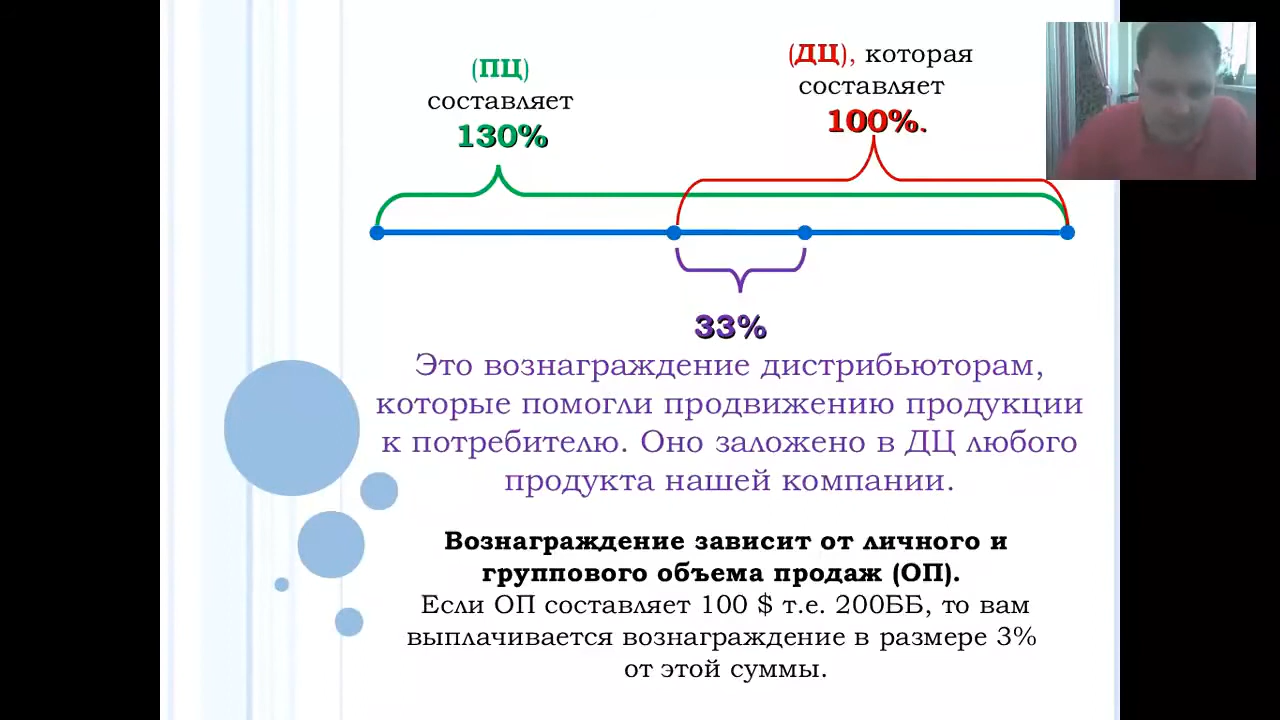 (ПЦ)
составляет
130%
(ДЦ), которая
составляет
100%.
33%
Это вознаграждение дистрибьюторам,
которые помогли продвижению продукции
к потребителю. Оно заложено в ДЦ любого
продукта нашей компании.
Вознаграждение зависит от личного и
группового объема продаж (ОП).
Если ОП составляет 100 $ т.е. 200ББ, то вам
выплачивается вознаграждение в размере 3%
от этой суммы.